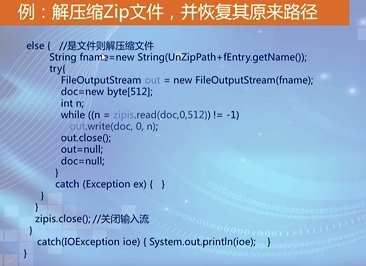 例：解压缩Zip文件，并恢复其原来路径
else {   //是文件则解压缩文件
String fname=new String(UnZipPath+fEntry.getName());
try{
FileOutputStream out = new FileOutputStream(fname);
doc=new byte[512];
int n;
while ((n = zipis.read(doc,0,512)) != -1)
out.write(doc, 0, n);
out.close();
out=null;
doc=null;
}
catch (Exception ex) {   }
}
}
zipis.close(); //关闭输入流
}
catch(IOException ioe) { System.out.println(ioe);   }
}